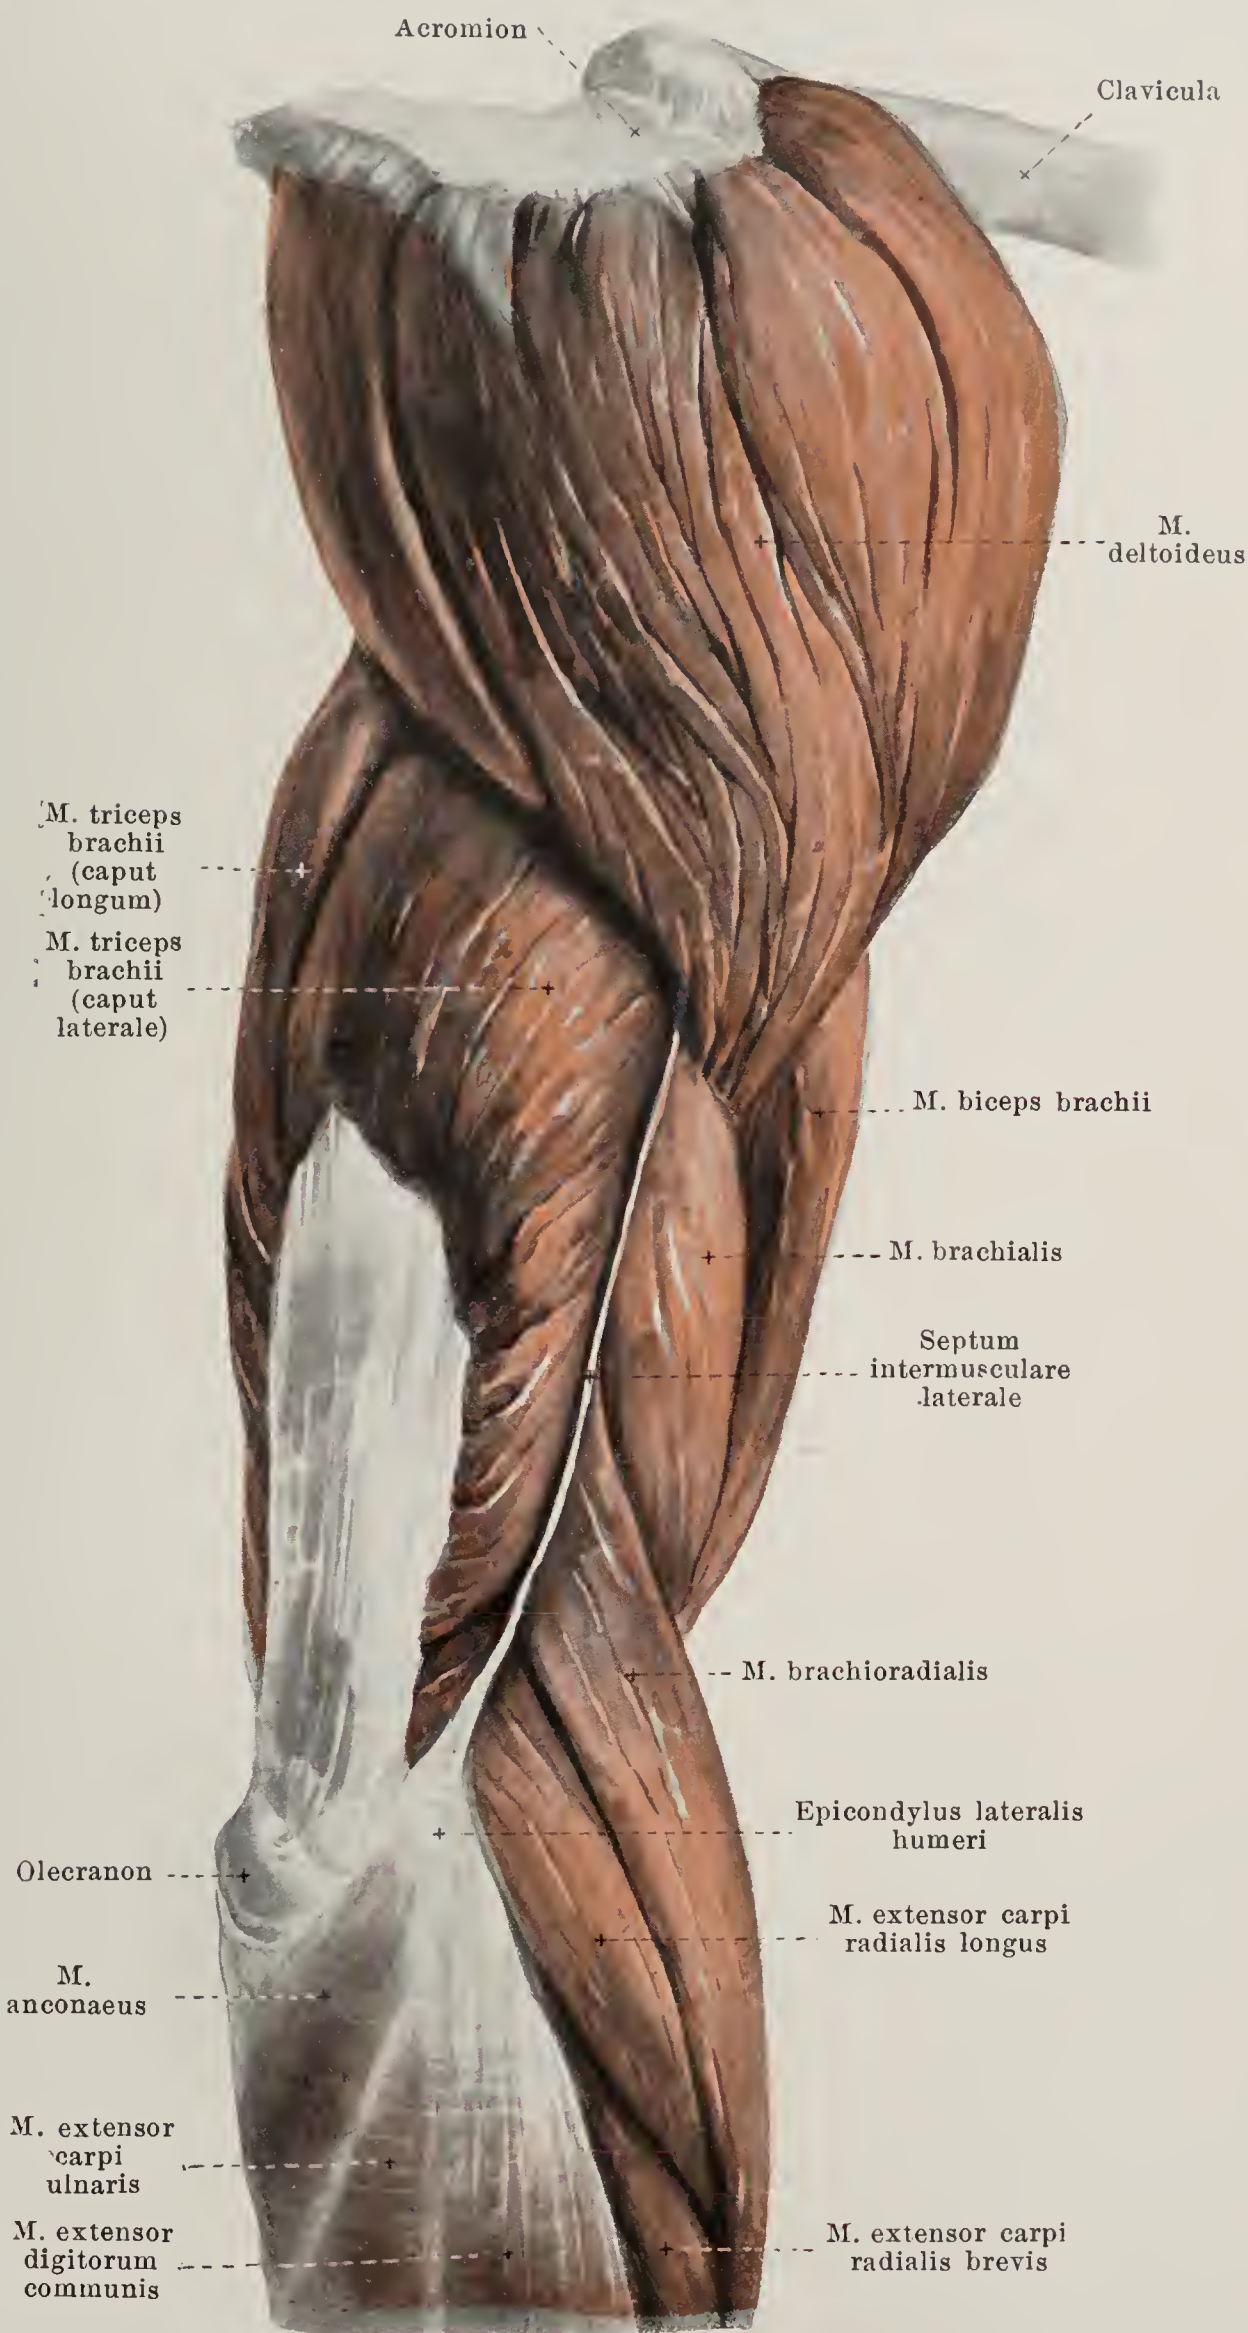 Acromion
Clavicula
M.
deltoideus
M. triceps
brachii
(caput
longum)
M. triceps
brachii
(caput
laterale)
M. biceps brachii
M. brachialis
Septum
intermusculare
laterale
M. brachioradialis
Epicondylus lateralis
humeri
Olecranon
M. extensor carpi
radialis longus
M.
anconaeus
M. extensor
carpi
ulnaris
M. extensor
digitorum
communis
M. extensor carpi
radialis brevis